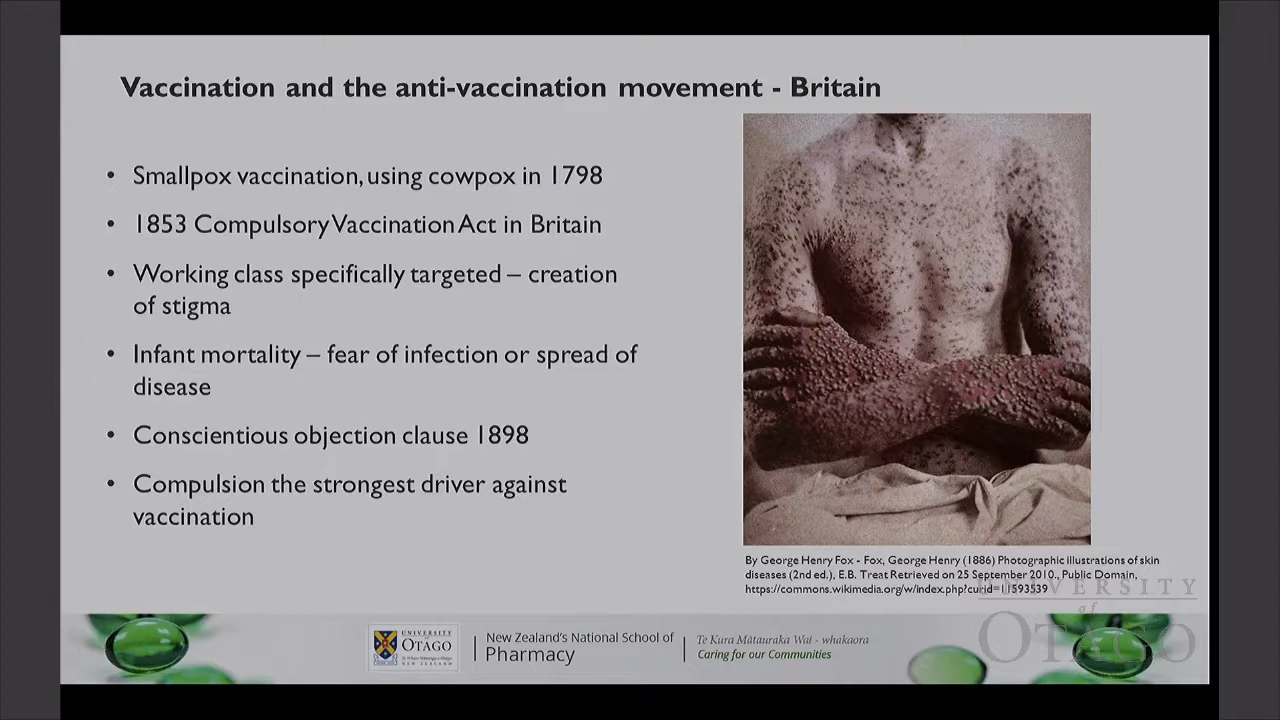 Vaccination and the anti-vaccination movement - Britain
• Smallpox vaccination, using cowpox in 1798
• 1853 Compulsory Vaccination Act in Britain
• Working class specifically targeted – creation
of stigma
• Infant mortality – fear of infection or spread of
disease
• Conscientious objection clause 1898
• Compulsion the strongest driver against
vaccination
By George Henry Fox - Fox, George Henry (1886) Photographic illustrations of skin
diseases (2nd ed.), E.B. Treat Retrieved on 25 September 2010., Public Domain,
https://commons.wikimedia.org/w/index.php?curid=11593539
UNIVERSITY
of
OTAGO
UNIVERSITY
of
OTAGO
NEW ZEALAND
New Zealand's National School of
Pharmacy
Te Kura Mātauraka Wai - whakaora
Caring for our Communities